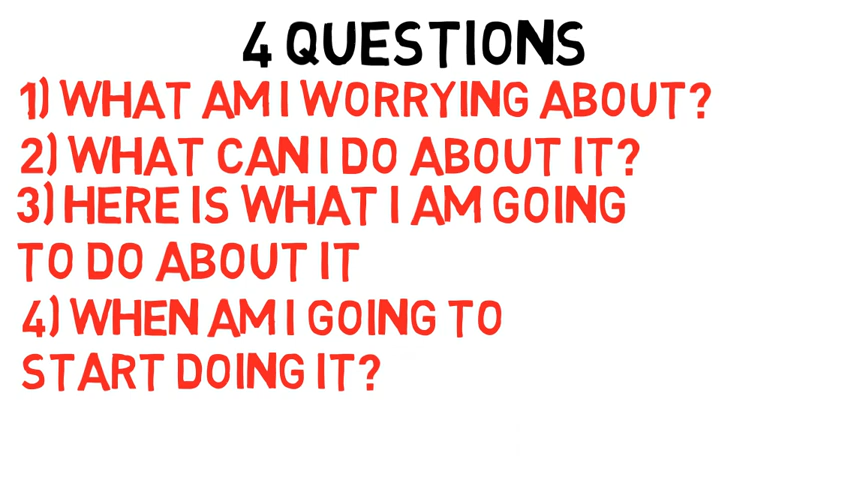 4 QUESTIONS
1) WHAT AM I WORRYING ABOUT?
2) WHAT CAN I DO ABOUT IT?
3) HERE IS WHAT I AM GOING
TO DO ABOUT IT
4) WHEN AM I GOING TO
START DOING IT?